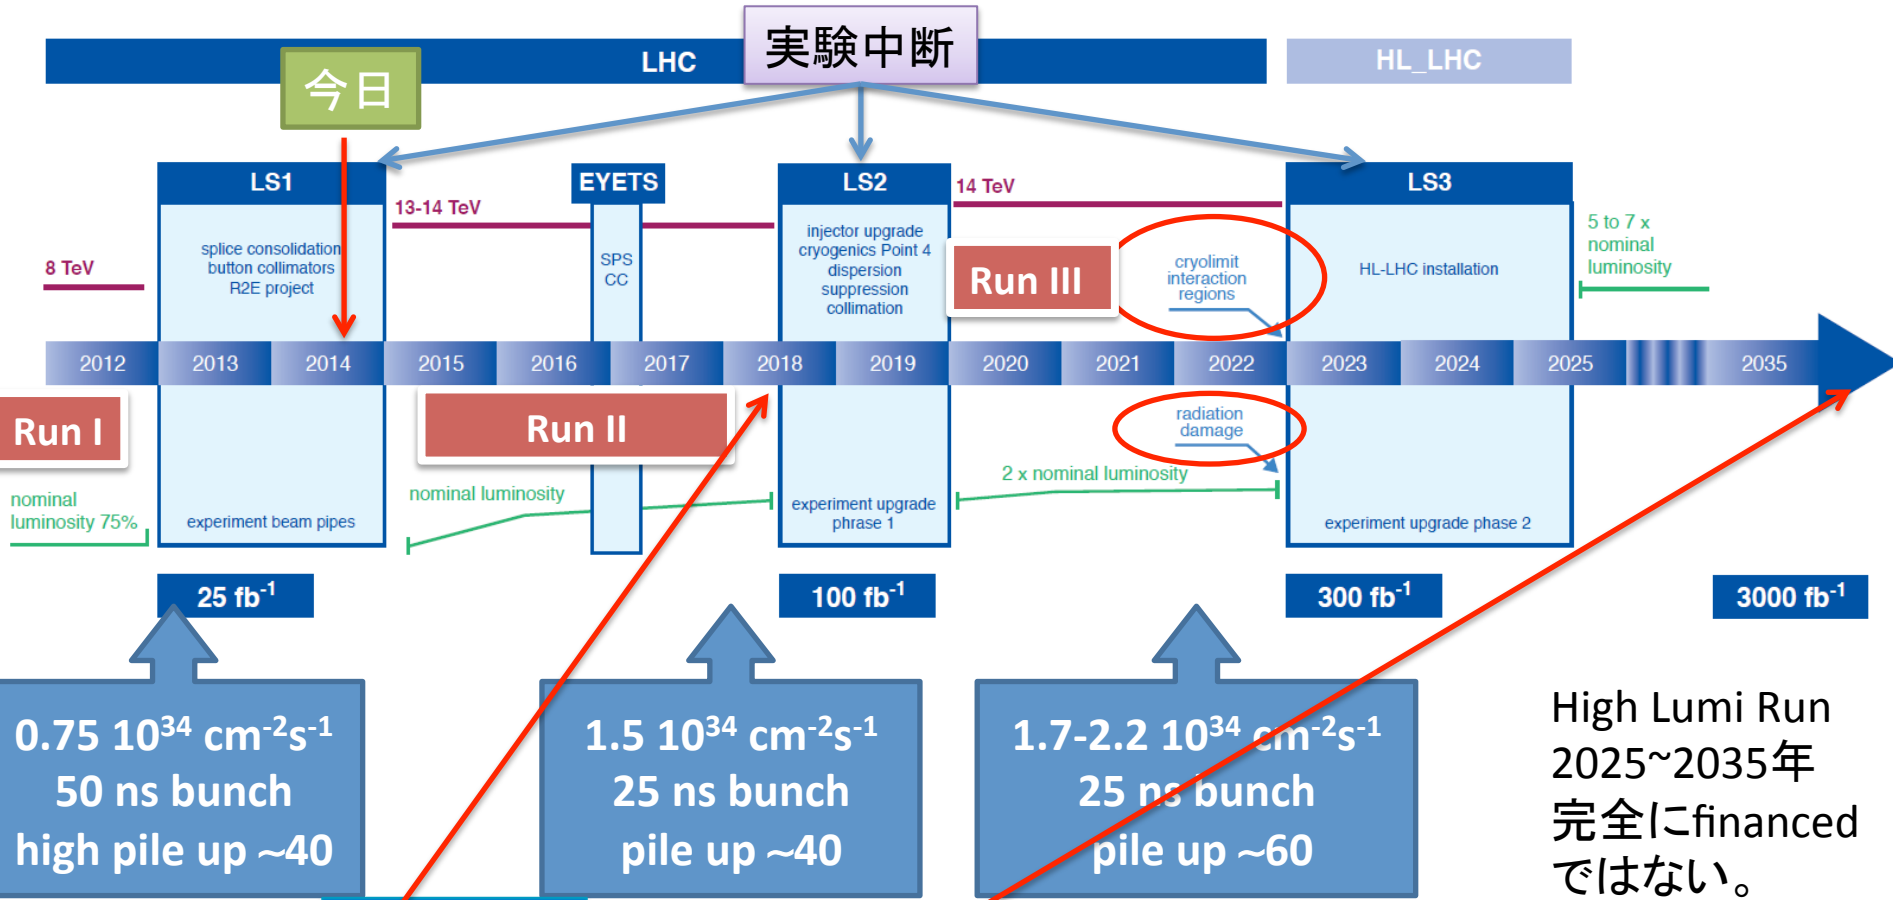 実験中断
LHC
HL_LHC
今日
LS1
EYETS
LS2
LS3
14 TeV
13-14 TeV
8 TeV
splice consolidation
button collimators
R2E project
SPS
CC
injector upgrade
cryogenics Point 4
dispersion
suppression
collimation
Run III
cryolimit
interaction
regions
HL-LHC installation
5 to 7 x
nominal
luminosity
2012
2013
2014
2015
2016
2017
2018
2019
2020
2021
2022
2023
2024
2025
2035
Run I
Run II
radiation
damage
nominal
luminosity 75%
nominal luminosity
2 x nominal luminosity
experiment beam pipes
experiment upgrade
phrase 1
experiment upgrade phase 2
25 fb-1
100 fb-1
300 fb-1
3000 fb-1
0.75 10³⁴ cm⁻²s⁻¹
50 ns bunch
high pile up ~40
1.5 10³⁴ cm⁻²s⁻¹
25 ns bunch
pile up ~40
1.7-2.2 10³⁴ cm⁻²s⁻¹
25 ns bunch
pile up ~60
High Lumi Run
2025~2035年
完全にfinanced
ではない。